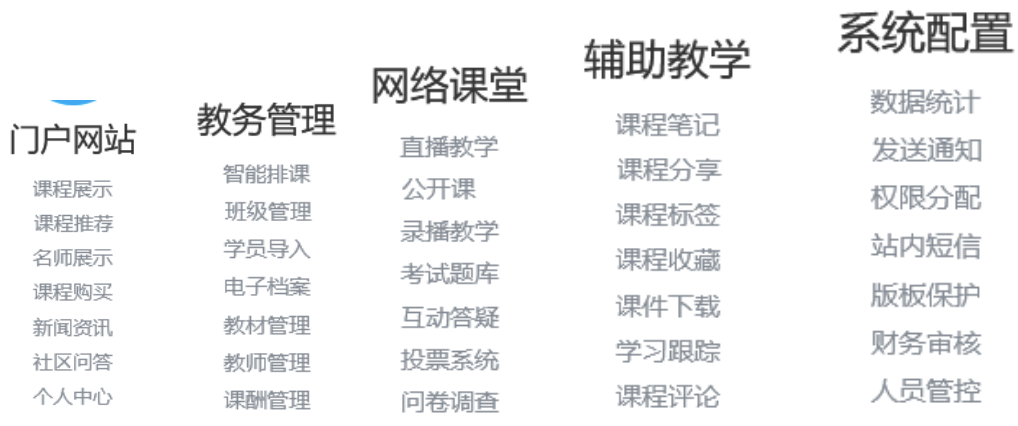 门户网站
课程展示
课程推荐
名师展示
课程购买
新闻资讯
社区问答
个人中心
教务管理
智能排课
班级管理
学员导入
电子档案
教材管理
教师管理
课酬管理
网络课堂
直播教学
公开课
录播教学
考试题库
互动答疑
投票系统
问卷调查
辅助教学
课程笔记
课程分享
课程标签
课程收藏
课件下载
学习跟踪
课程评论
系统配置
数据统计
发送通知
权限分配
站内短信
版板保护
财务审核
人员管控